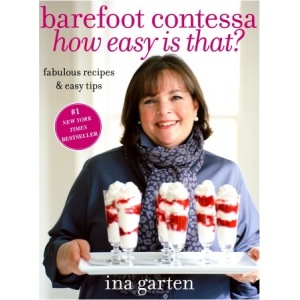 barefoot contessa
how easy is that?
fabulous recipes
& easy tips
#1
NEW YORK
TIMES
BESTSELLER
ina garten